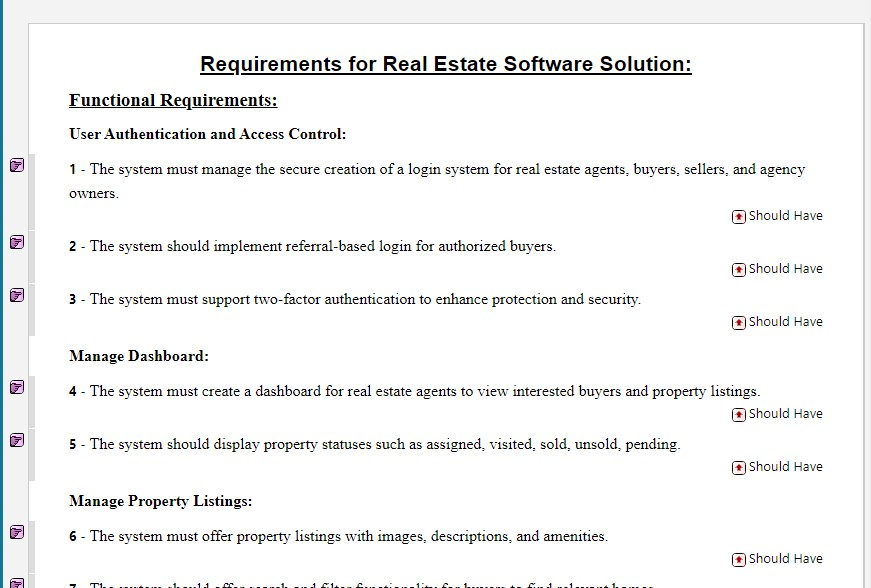 Requirements for Real Estate Software Solution:
Functional Requirements:
User Authentication and Access Control:
1 - The system must manage the secure creation of a login system for real estate agents, buyers, sellers, and agency
owners.
Should Have
2 - The system should implement referral-based login for authorized buyers.
Should Have
3 - The system must support two-factor authentication to enhance protection and security.
Should Have
Manage Dashboard:
4 - The system must create a dashboard for real estate agents to view interested buyers and property listings.
Should Have
5 - The system should display property statuses such as assigned, visited, sold, unsold, pending.
Should Have
Manage Property Listings:
6 - The system must offer property listings with images, descriptions, and amenities.
Should Have
7 - The system should offer search and filter functionality for buyers to find relevant homes.